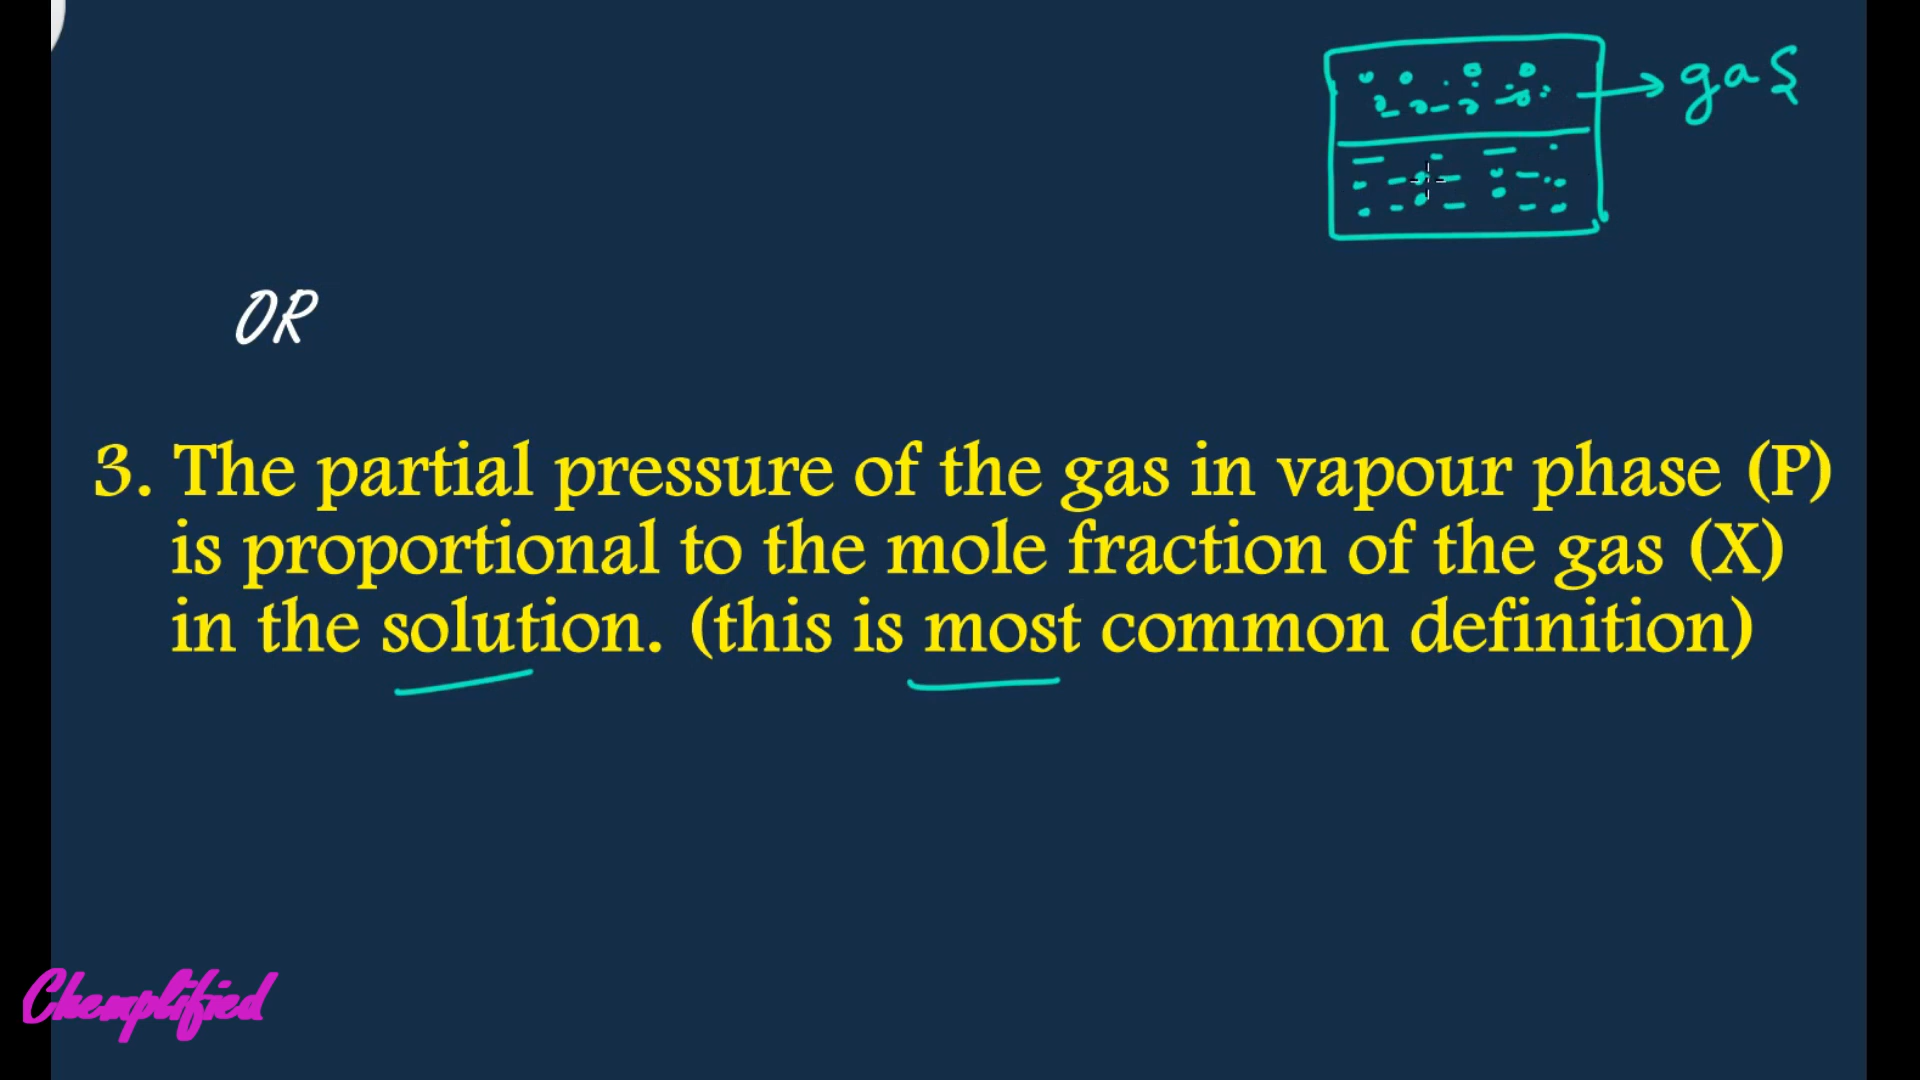 gas
OR
3. The partial pressure of the gas in vapour phase (P)
is proportional to the mole fraction of the gas (X)
in the solution. (this is most common definition)
Chemplified